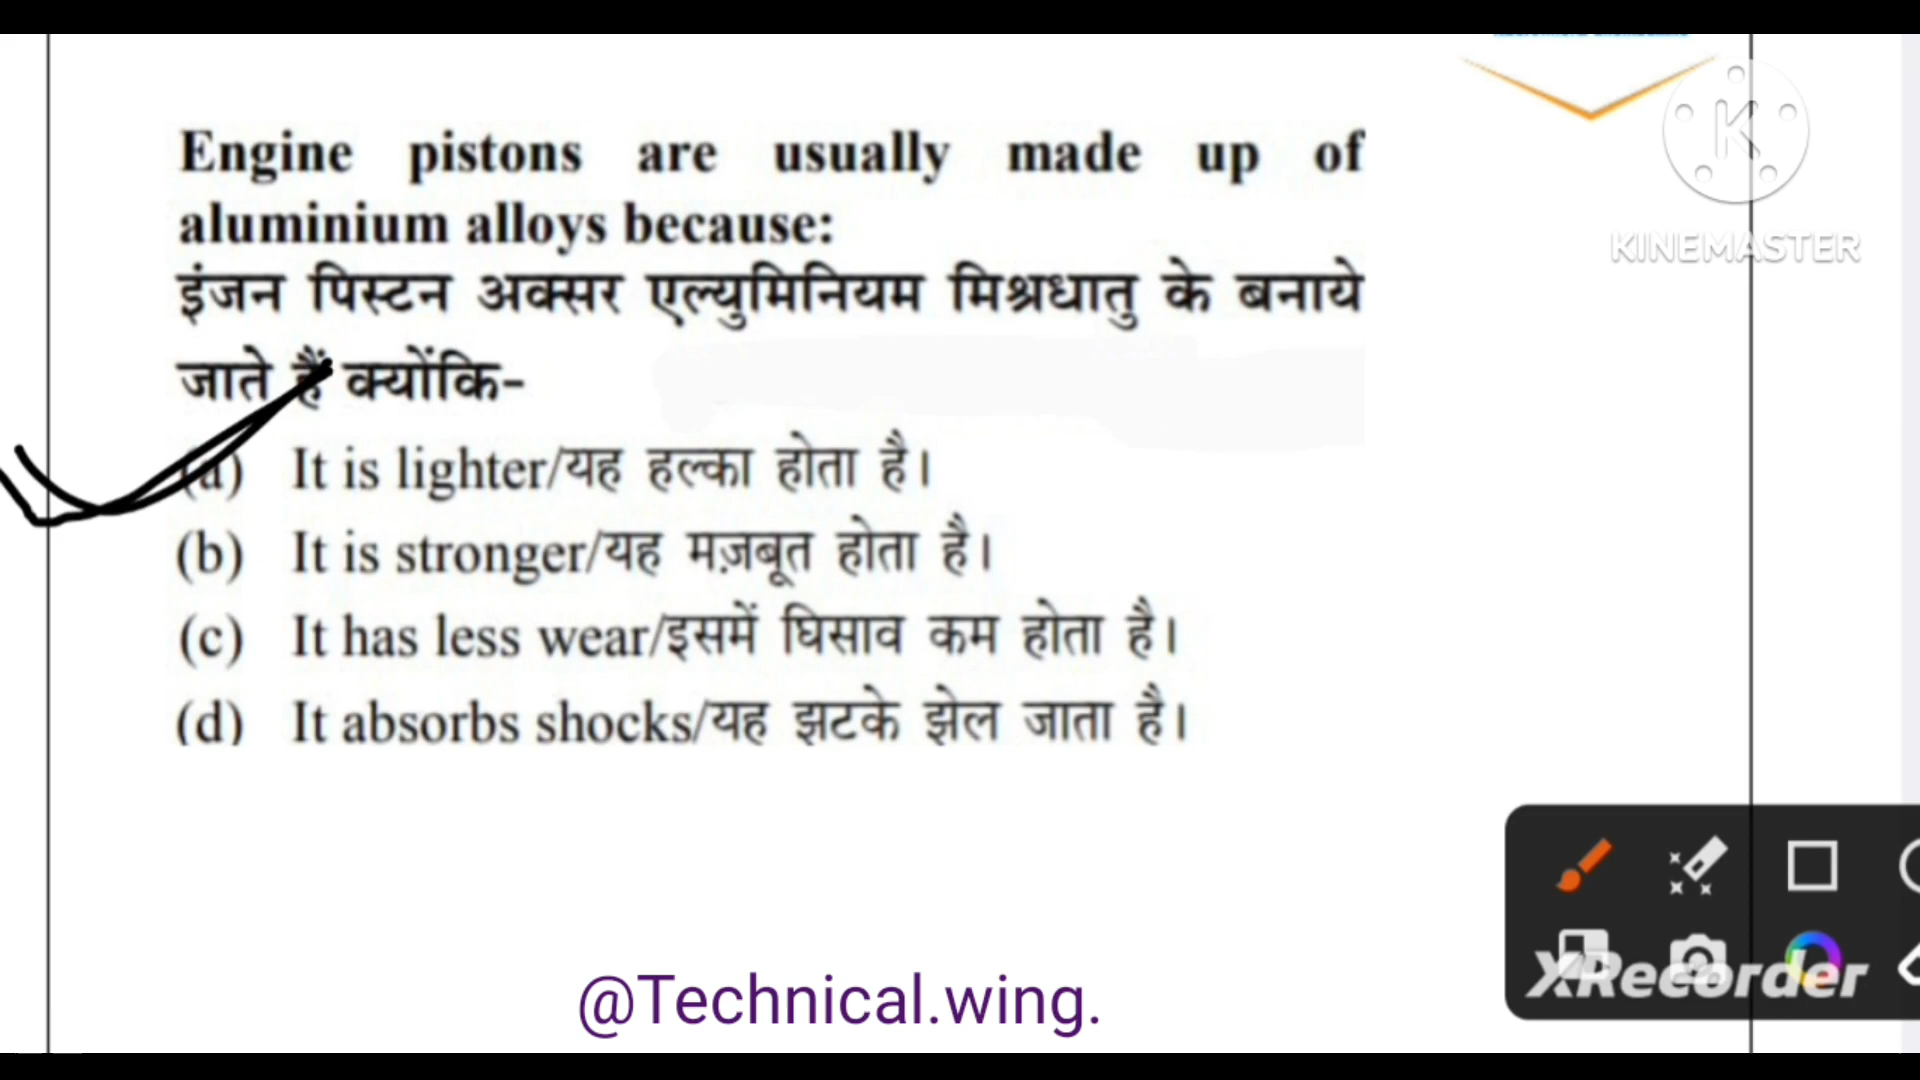 Engine pistons are usually made up of
aluminium alloys because:
इंजन पिस्टन अक्सर एल्युमिनियम मिश्रधातु के बनाये
जाते हैं क्योंकि-
(a) It is lighter/यह हल्का होता है।
(b) It is stronger/यह मज़बूत होता है।
(c) It has less wear/इसमें घिसाव कम होता है।
(d) It absorbs shocks/यह झटके झेल जाता है।
@Technical.wing.
K
KINEMASTER
XRecorder